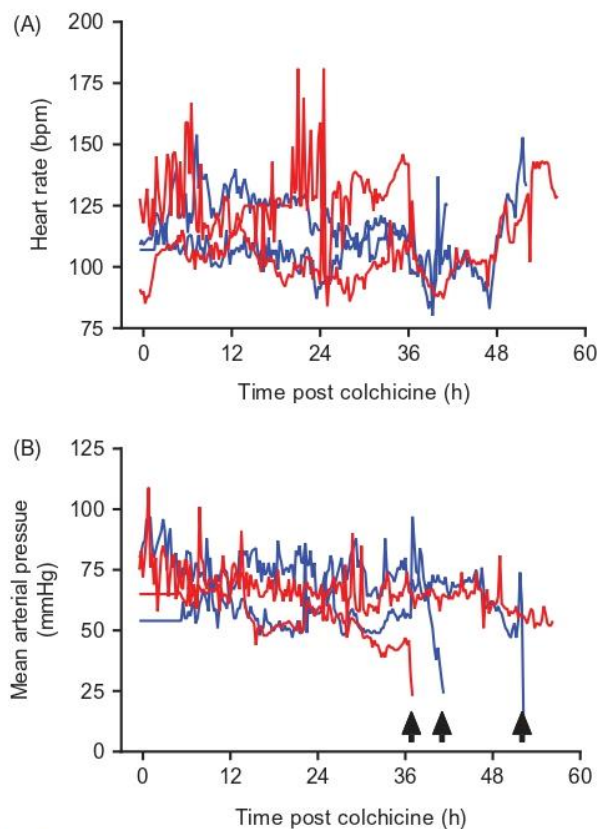 (A)
200
175
150
125
100
75
Heart rate (bpm)
0 12 24 36 48 60
Time post colchicine (h)
(B)
125
100
75
50
25
0
Mean arterial pressue
(mmHg)
0 12 24 36 48 60
Time post colchicine (h)